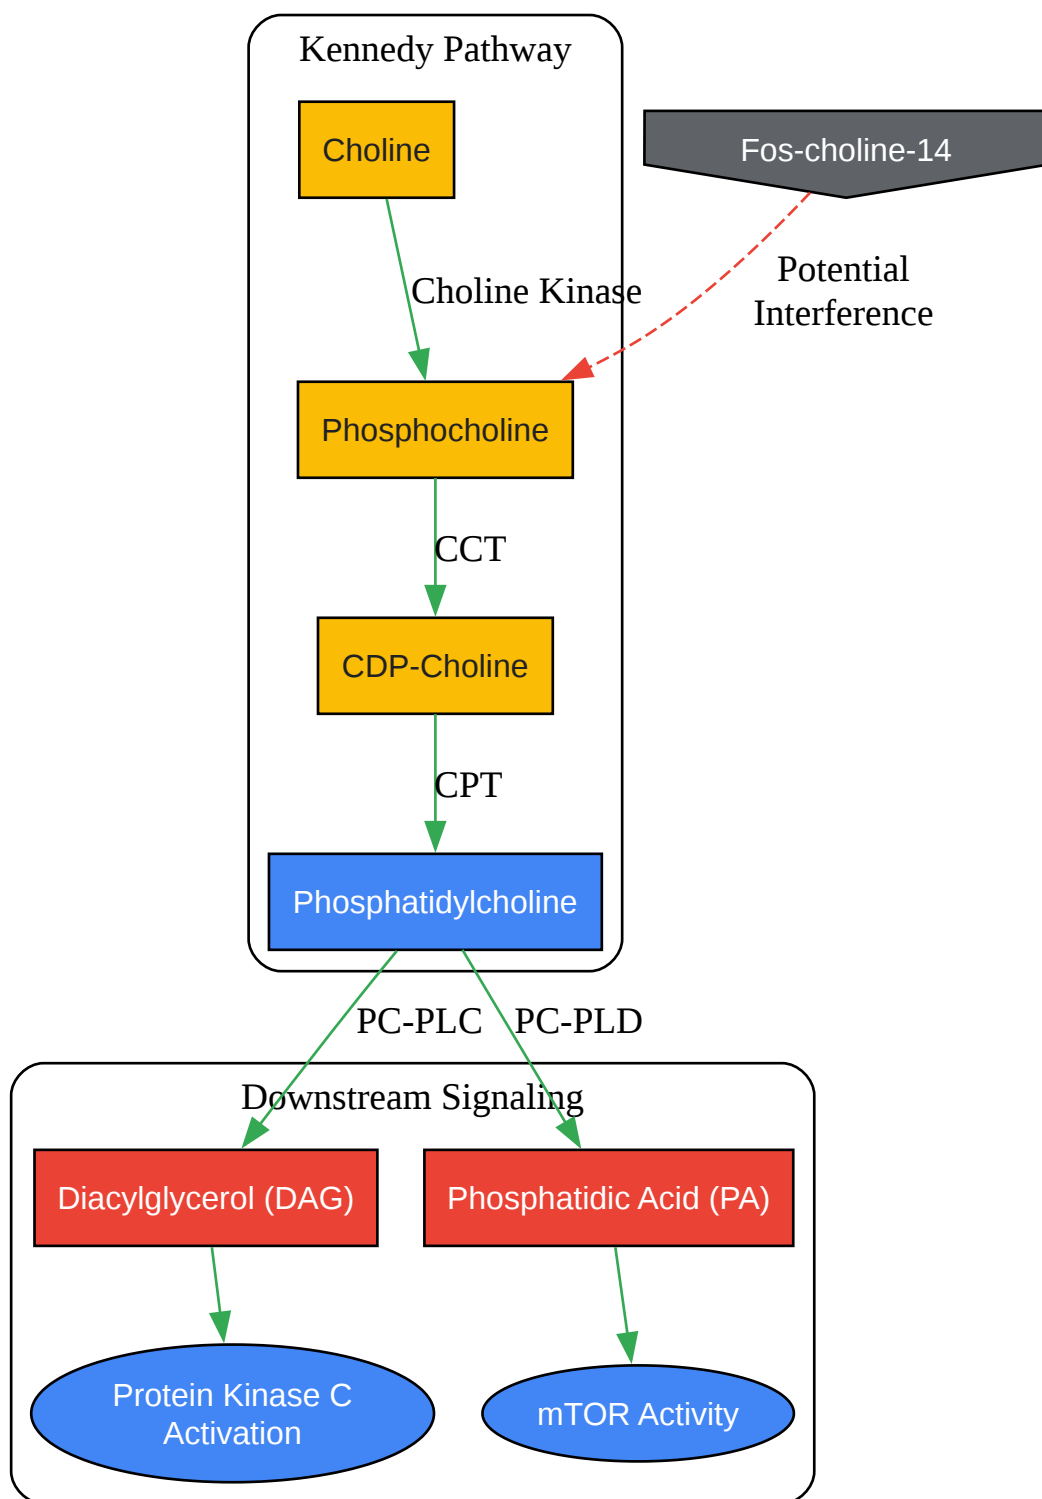 Kennedy Pathway
Choline
Fos-choline-14
Choline Kinase
Potential
Interference
Phosphocholine
CCT
CDP-Choline
CPT
Phosphatidylcholine
PC-PLC
PC-PLD
Downstream Signaling
Diacylglycerol (DAG)
Phosphatidic Acid (PA)
Protein Kinase C
Activation
mTOR Activity